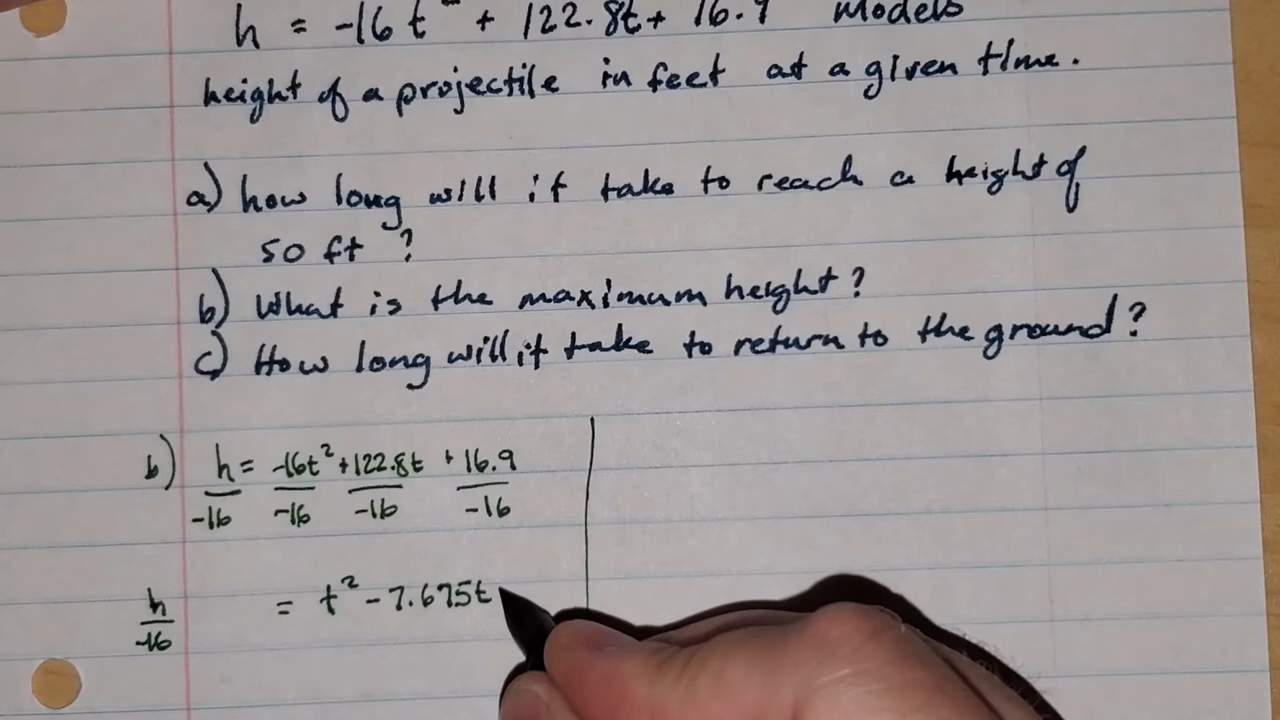 h = -16t² + 122.8t + 16.9 Models
height of a projectile in feet at a given time.
a) how long will it take to reach a height of
50 ft ?
b) What is the maximum height?
c) How long will it take to return to the ground?
b) h = -16t² + 122.8t + 16.9
-16 -16 -16 -16
h = t² - 7.675t
-16